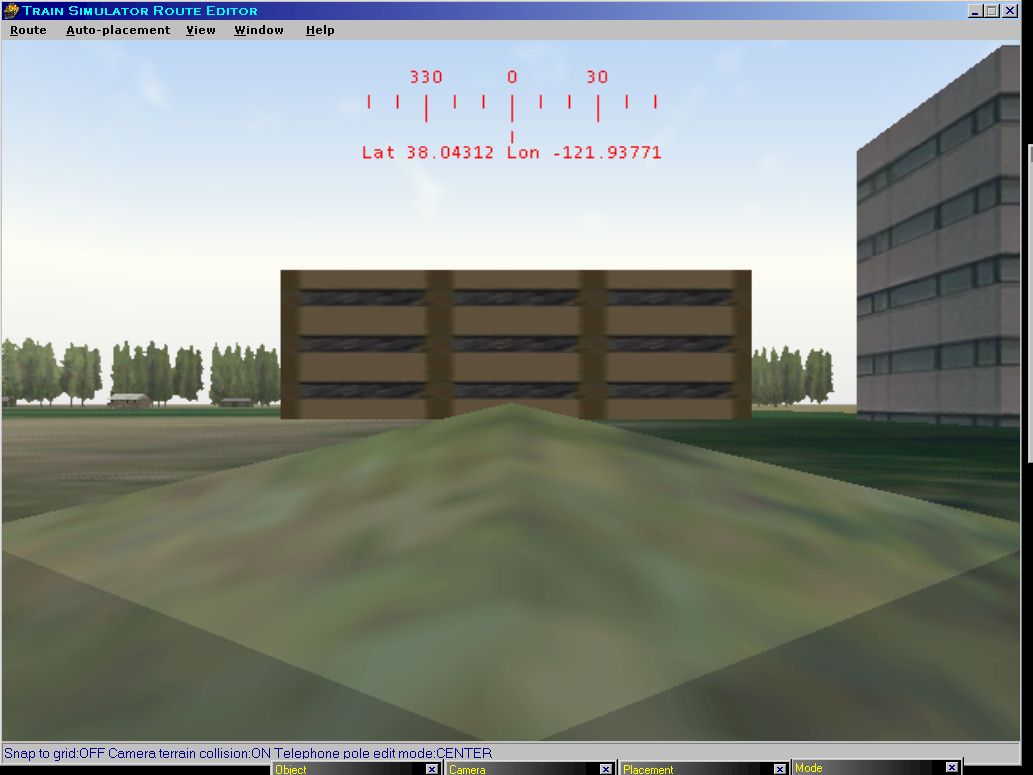 Train Simulator Route Editor
Route Auto-placement View Window Help
330 0 30
Lat 38.04312 Lon -121.93771
Snap to grid:OFF Camera terrain collision:ON Telephone pole edit mode:CENTER
Object Camera Placement Mode